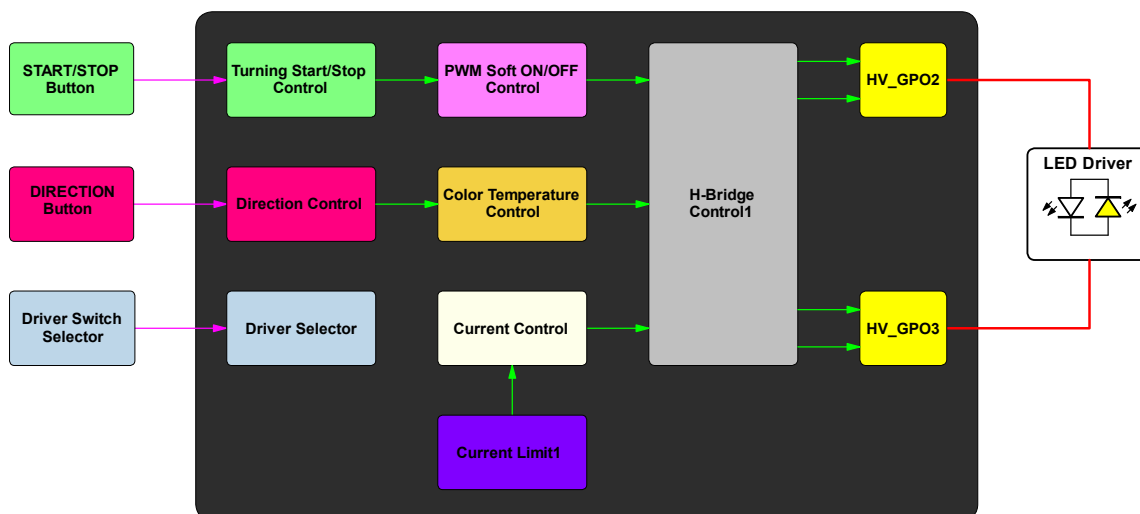 START/STOP
Button
Turning Start/Stop
Control
PWM Soft ON/OFF
Control
HV_GPO2
LED Driver
DIRECTION
Button
Direction Control
Color Temperature
Control
H-Bridge
Control1
Driver Switch
Selector
Driver Selector
Current Control
HV_GPO3
Current Limit1